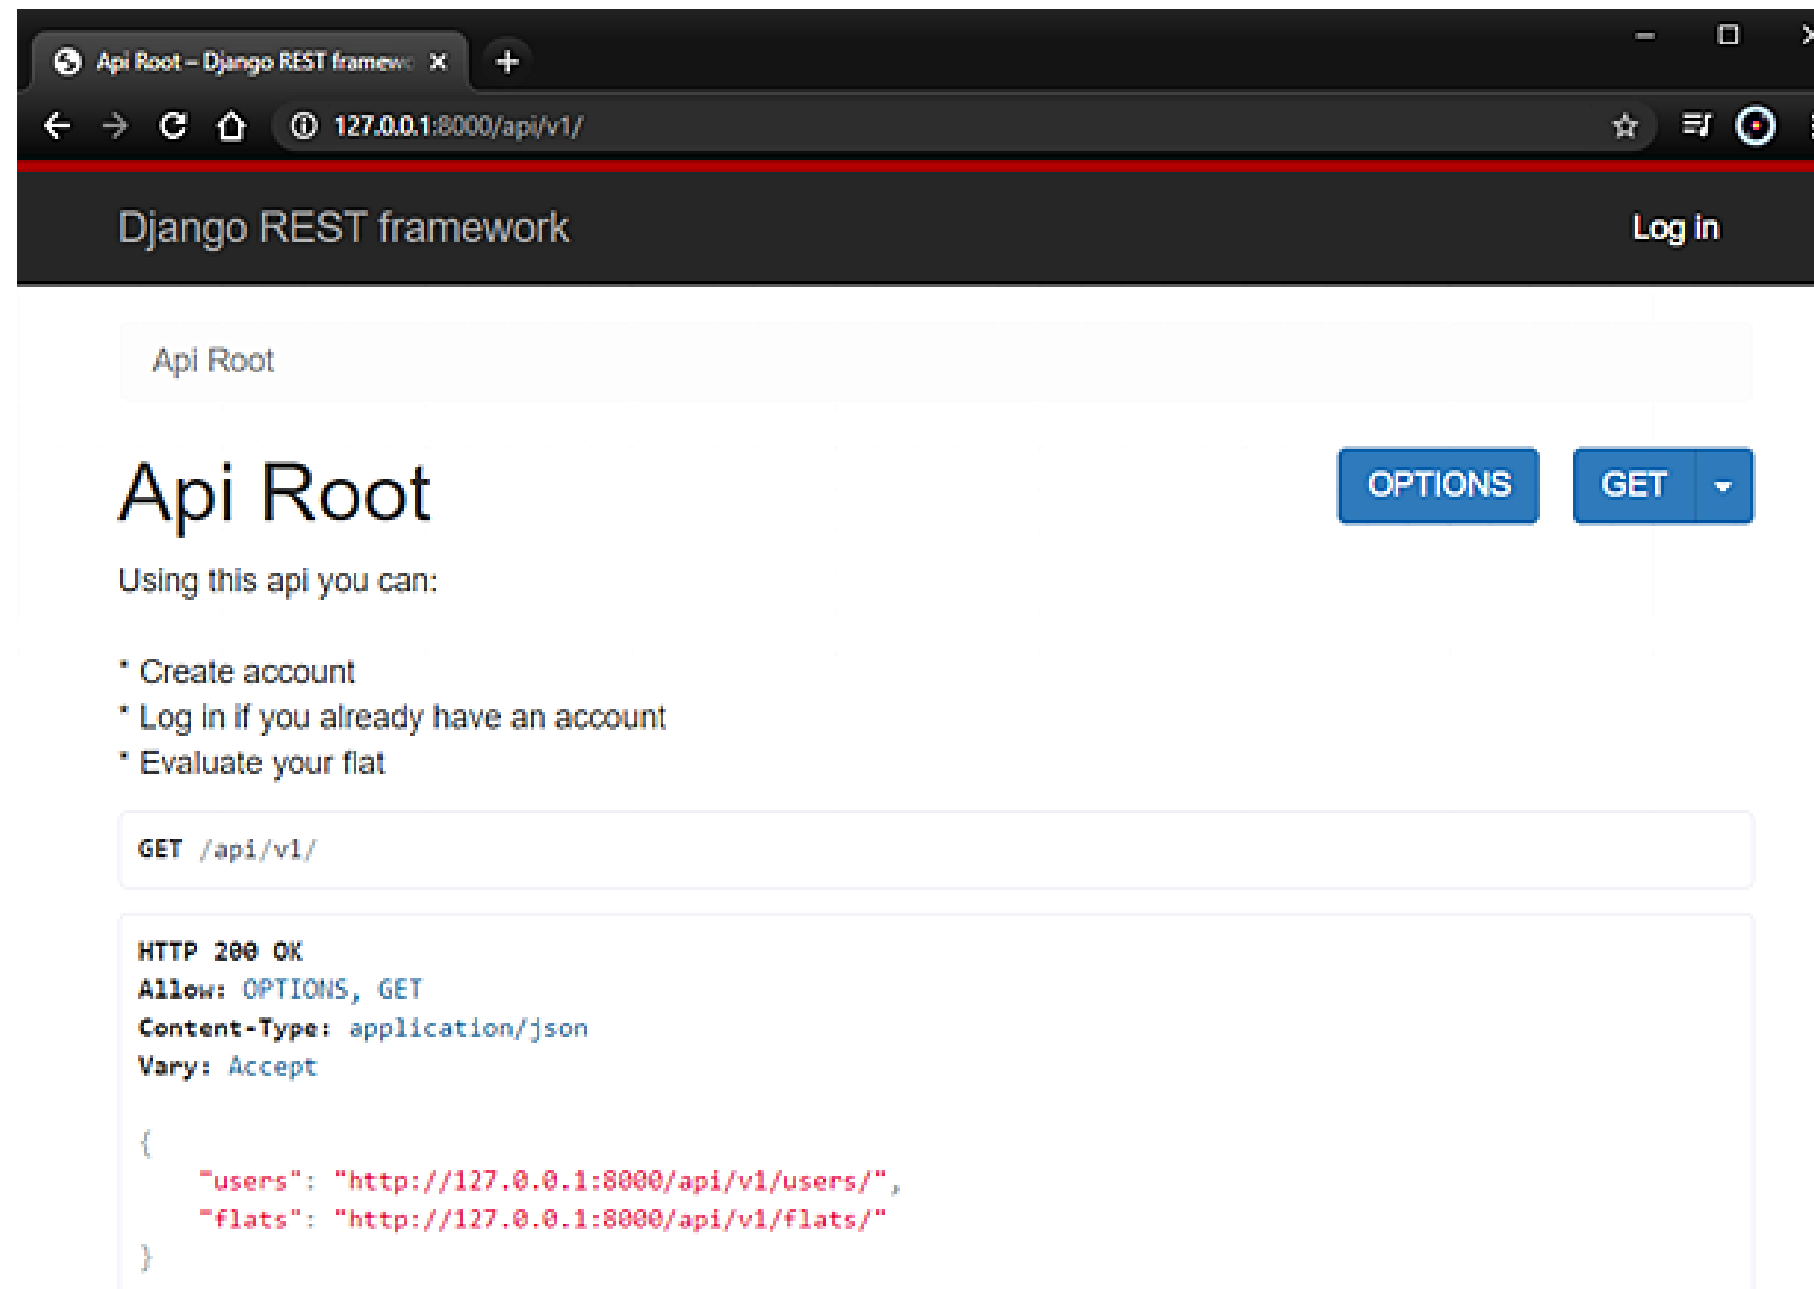 Api Root – Django REST framewo
127.0.0.1:8000/api/v1/
Django REST framework
Log in
Api Root
Api Root
OPTIONS
GET
Using this api you can:
* Create account
* Log in if you already have an account
* Evaluate your flat
GET /api/v1/
HTTP 200 OK
Allow: OPTIONS, GET
Content-Type: application/json
Vary: Accept
{
"users": "http://127.0.0.1:8000/api/v1/users/",
"flats": "http://127.0.0.1:8000/api/v1/flats/"
}